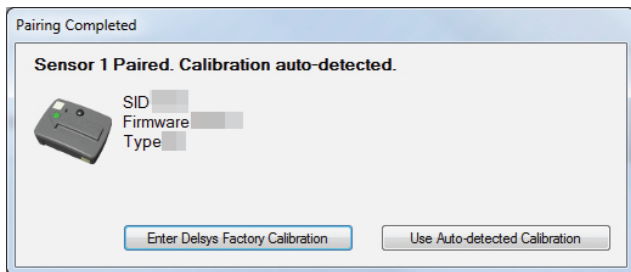 Pairing Completed
Sensor 1 Paired. Calibration auto-detected.
SID
Firmware
Type
Enter Delsys Factory Calibration
Use Auto-detected Calibration